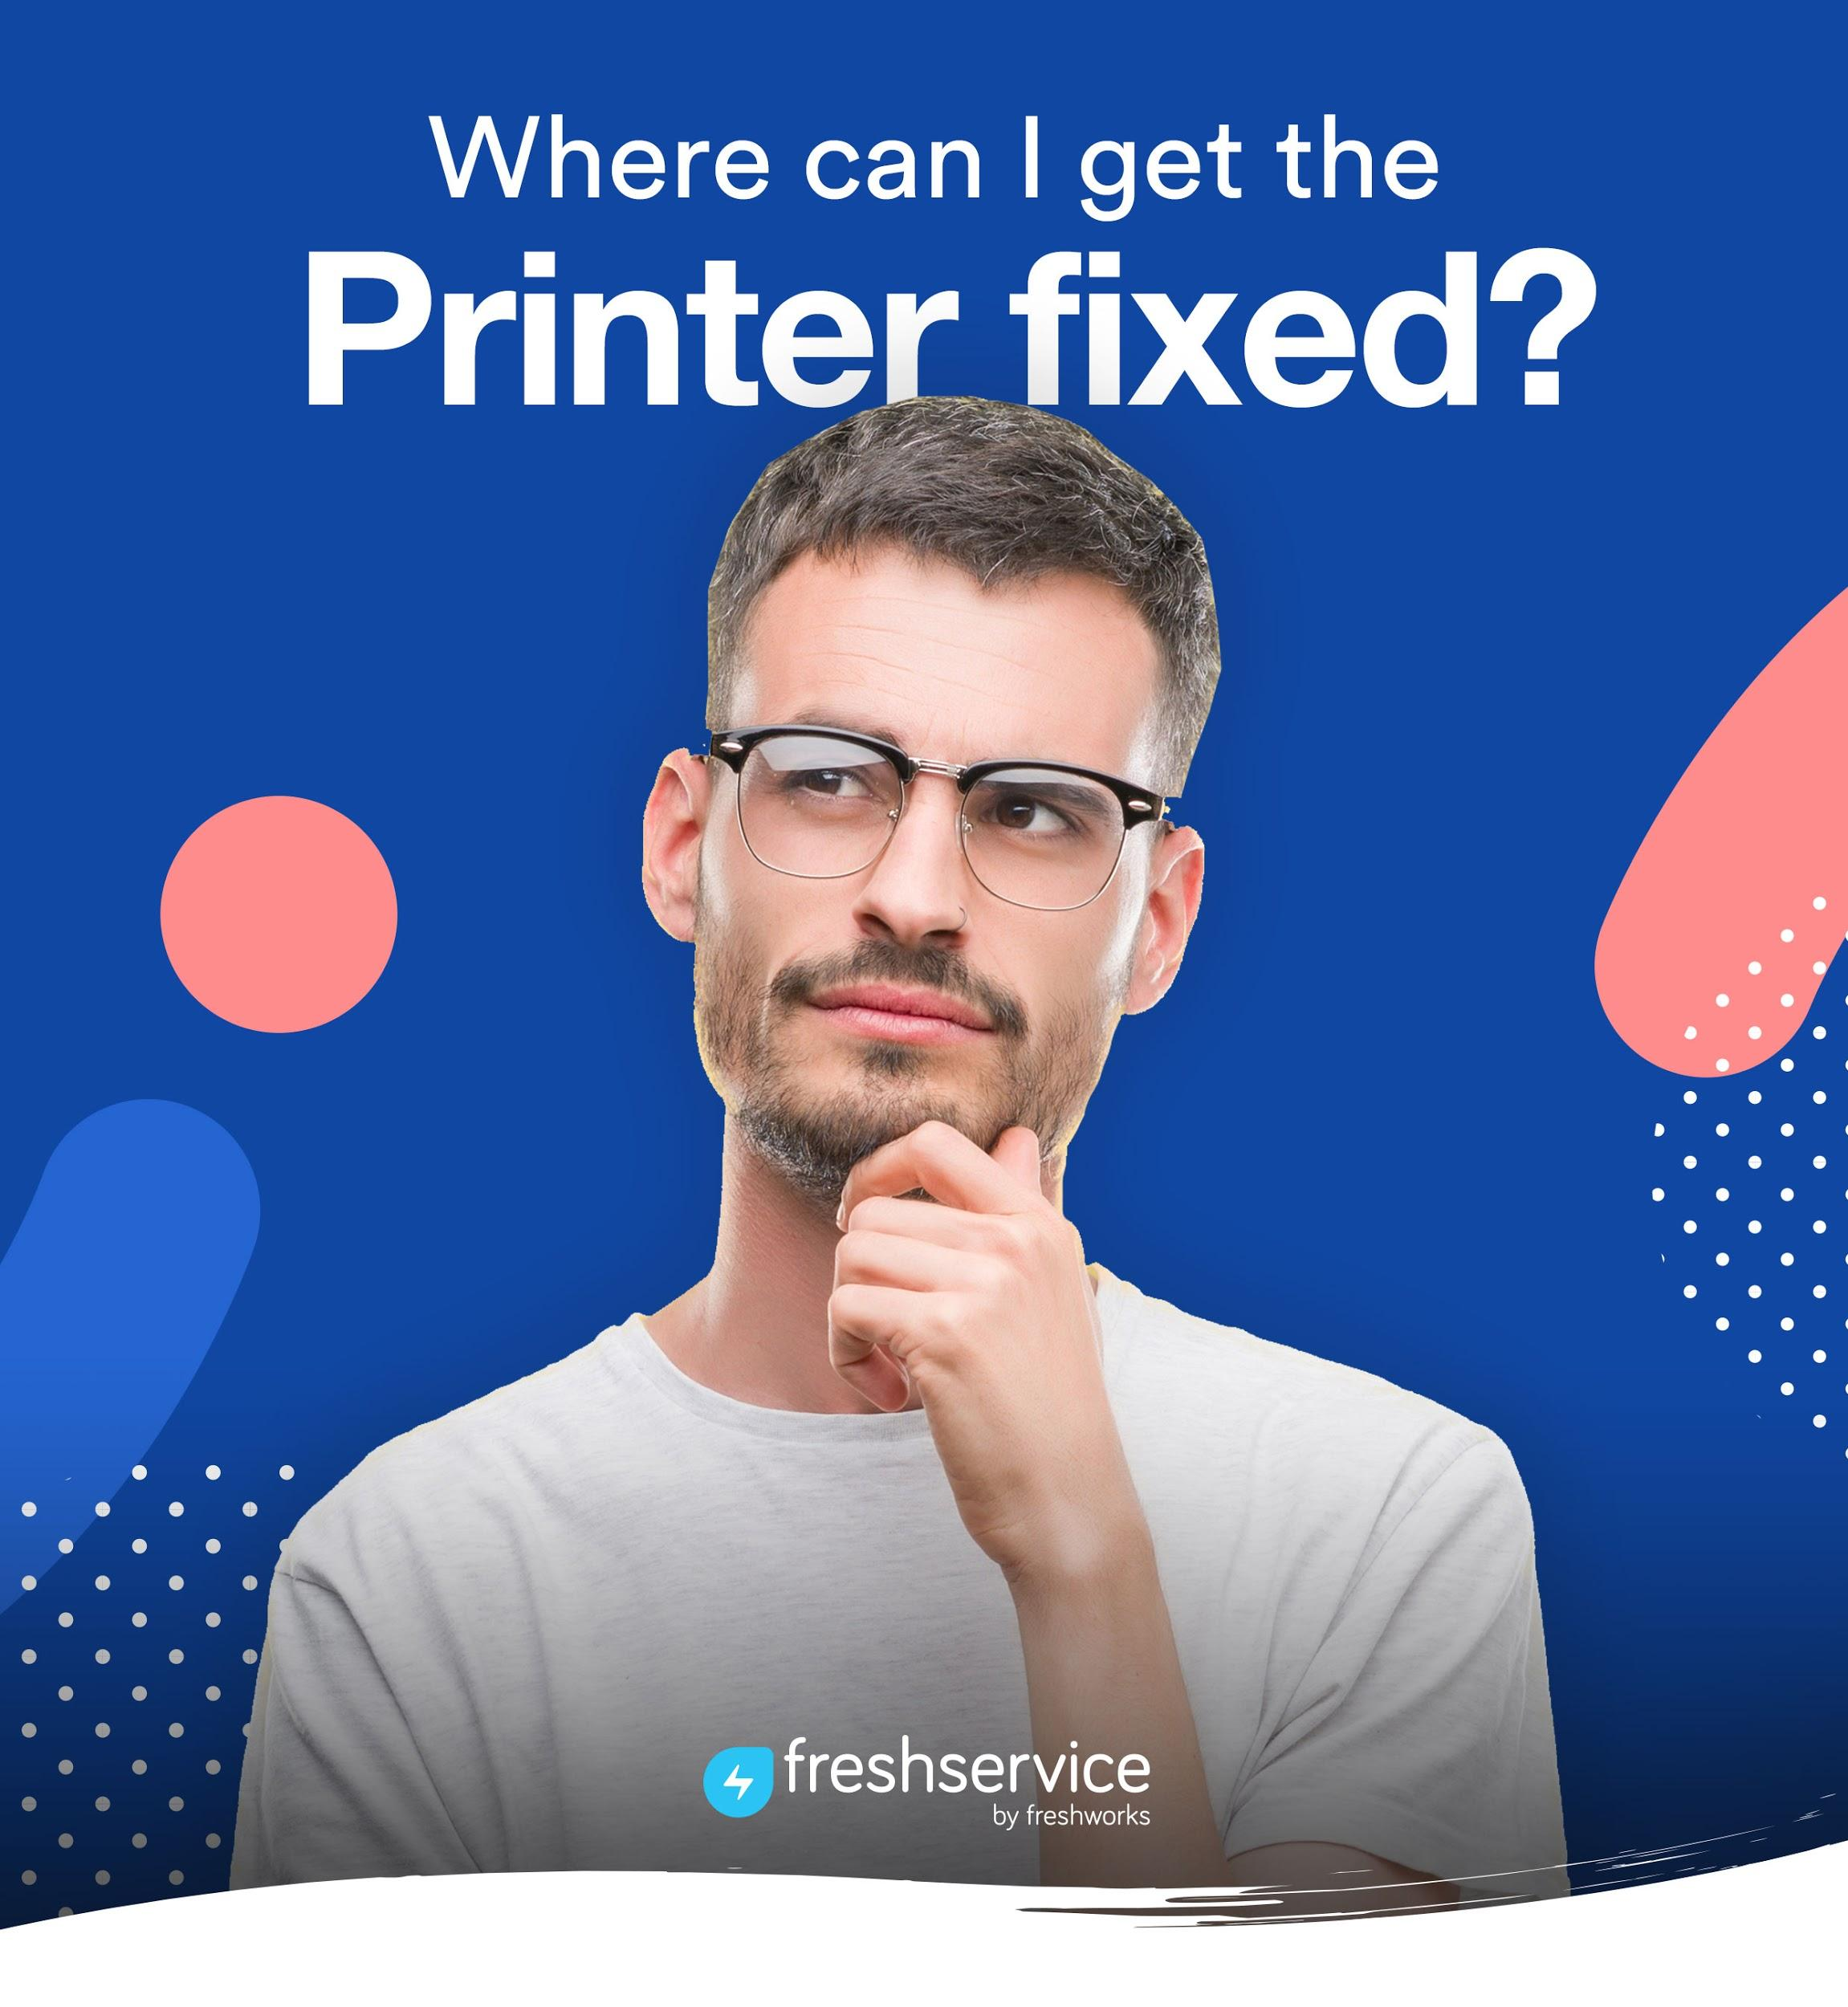 Where can I get the
Printer fixed?
freshservice
by freshworks